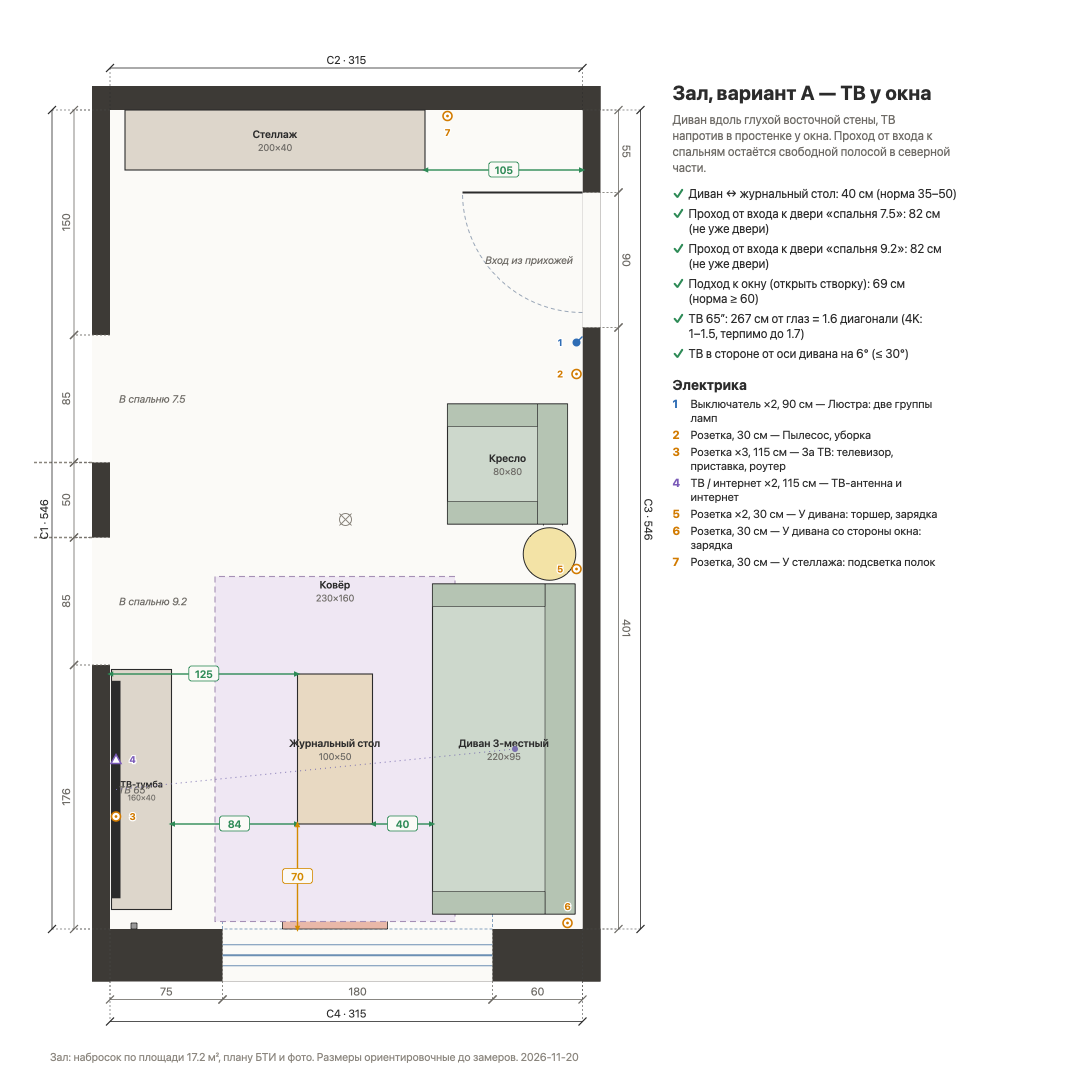 С2 · 315
Зал, вариант А — ТВ у окна
Диван вдоль глухой восточной стены, ТВ
напротив в простенке у окна. Проход от входа к
спальням остаётся свободной полосой в северной
части.
Диван ↔ журнальный стол: 40 см (норма 35–50)
Проход от входа к двери «спальня 7.5»: 82 см
(не уже двери)
Проход от входа к двери «спальня 9.2»: 82 см
(не уже двери)
Подход к окну (открыть створку): 69 см
(норма ≥ 60)
ТВ 65″: 267 см от глаз = 1.6 диагонали (4K:
1–1.5, терпимо до 1.7)
ТВ в стороне от оси дивана на 6° (≤ 30°)
Электрика
1 Выключатель ×2, 90 см — Люстра: две группы
ламп
2 Розетка, 30 см — Пылесос, уборка
3 Розетка ×3, 115 см — За ТВ: телевизор,
приставка, роутер
4 ТВ / интернет ×2, 115 см — ТВ-антенна и
интернет
5 Розетка ×2, 30 см — У дивана: торшер, зарядка
6 Розетка, 30 см — У дивана со стороны окна:
зарядка
7 Розетка, 30 см — У стеллажа: подсветка полок
Стеллаж
200×40
7
105
55
150
Вход из прихожей
90
1
2
В спальню 7.5
85
Кресло
80×80
50
С1 · 546
С3 · 546
5
Ковёр
230×160
В спальню 9.2
85
401
125
Журнальный стол
100×50
Диван 3-местный
220×95
4
ТВ-тумба
160×40
ТВ 65″
176
3
84
40
70
6
75
180
60
С4 · 315
Зал: набросок по площади 17.2 м², плану БТИ и фото. Размеры ориентировочные до замеров. 2026-11-20